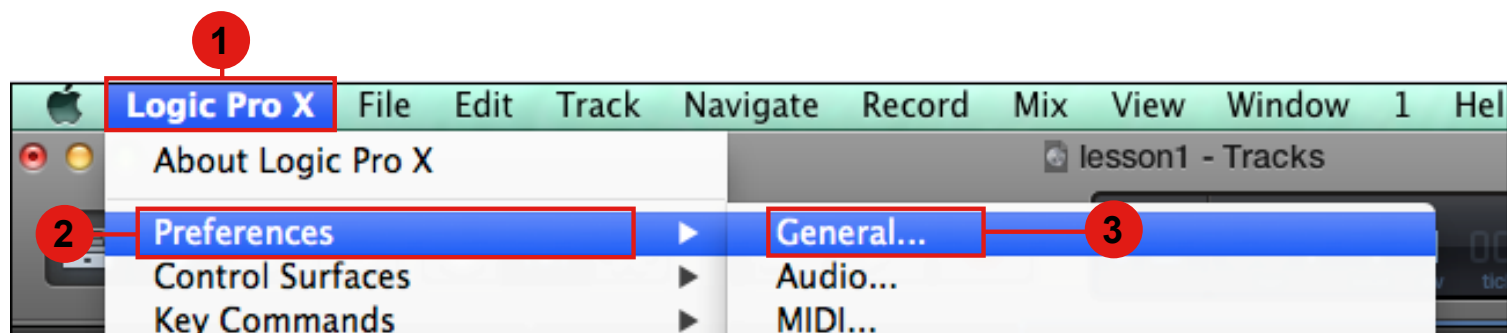 1
Logic Pro X File Edit Track Navigate Record Mix View Window 1 Hel
About Logic Pro X
lesson1 - Tracks
2 Preferences General... 3
Control Surfaces Audio...
Key Commands MIDI...